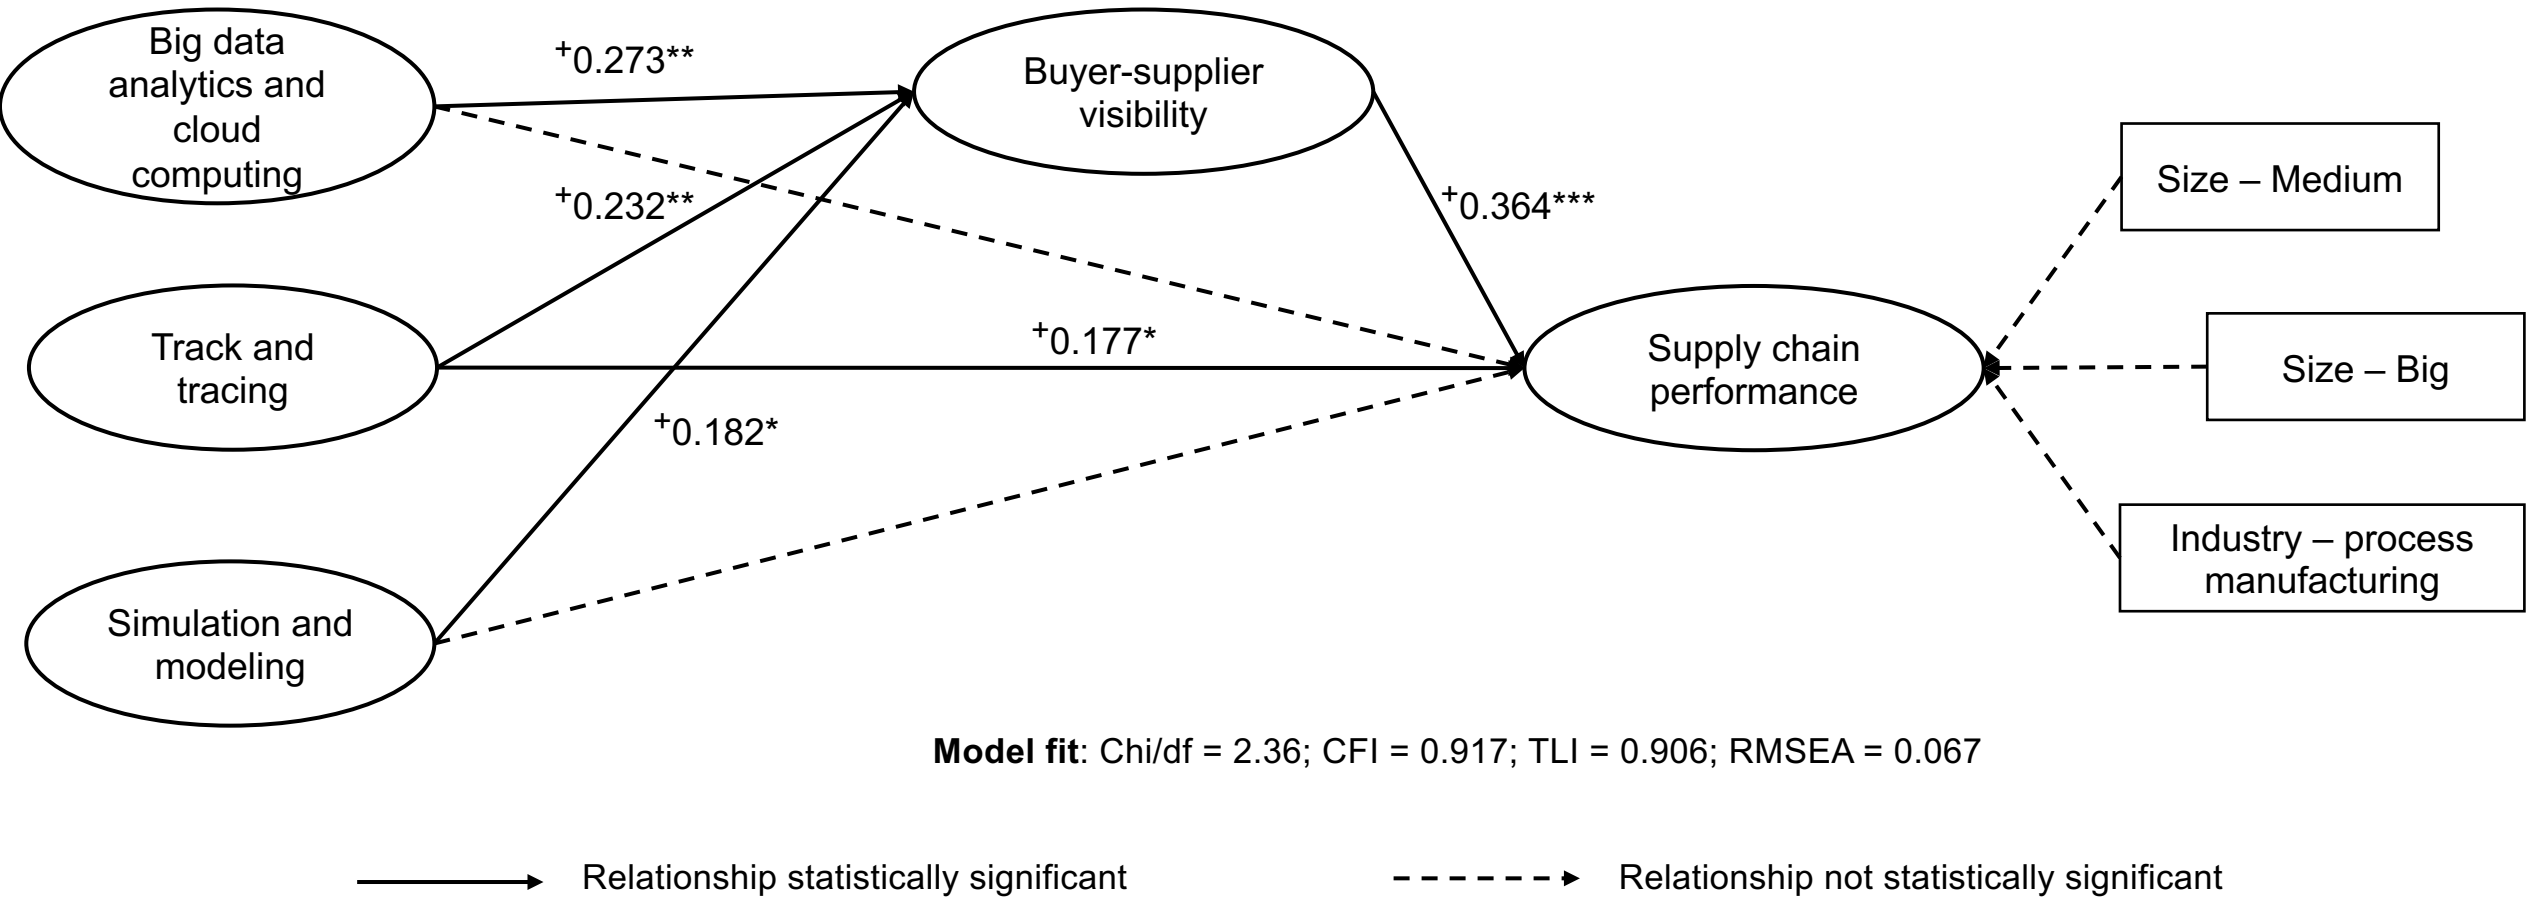 Big data
analytics and
cloud
computing
+0.273**
Buyer-supplier
visibility
+0.232**
+0.364***
Size – Medium
Track and
tracing
+0.177*
Supply chain
performance
Size – Big
+0.182*
Simulation and
modeling
Industry – process
manufacturing
Model fit: Chi/df = 2.36; CFI = 0.917; TLI = 0.906; RMSEA = 0.067
Relationship statistically significant
Relationship not statistically significant